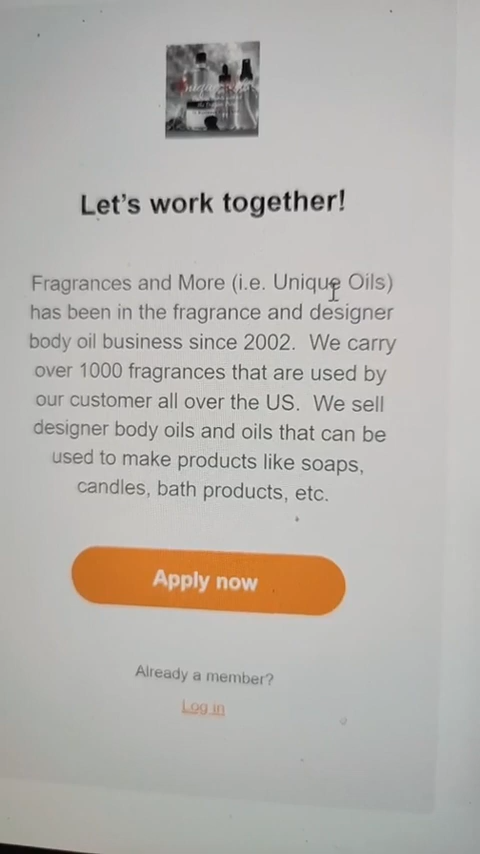 Let's work together!
Fragrances and More (i.e. Unique Oils)
has been in the fragrance and designer
body oil business since 2002. We carry
over 1000 fragrances that are used by
our customer all over the US. We sell
designer body oils and oils that can be
used to make products like soaps,
candles, bath products, etc.
Apply now
Already a member?
Log in